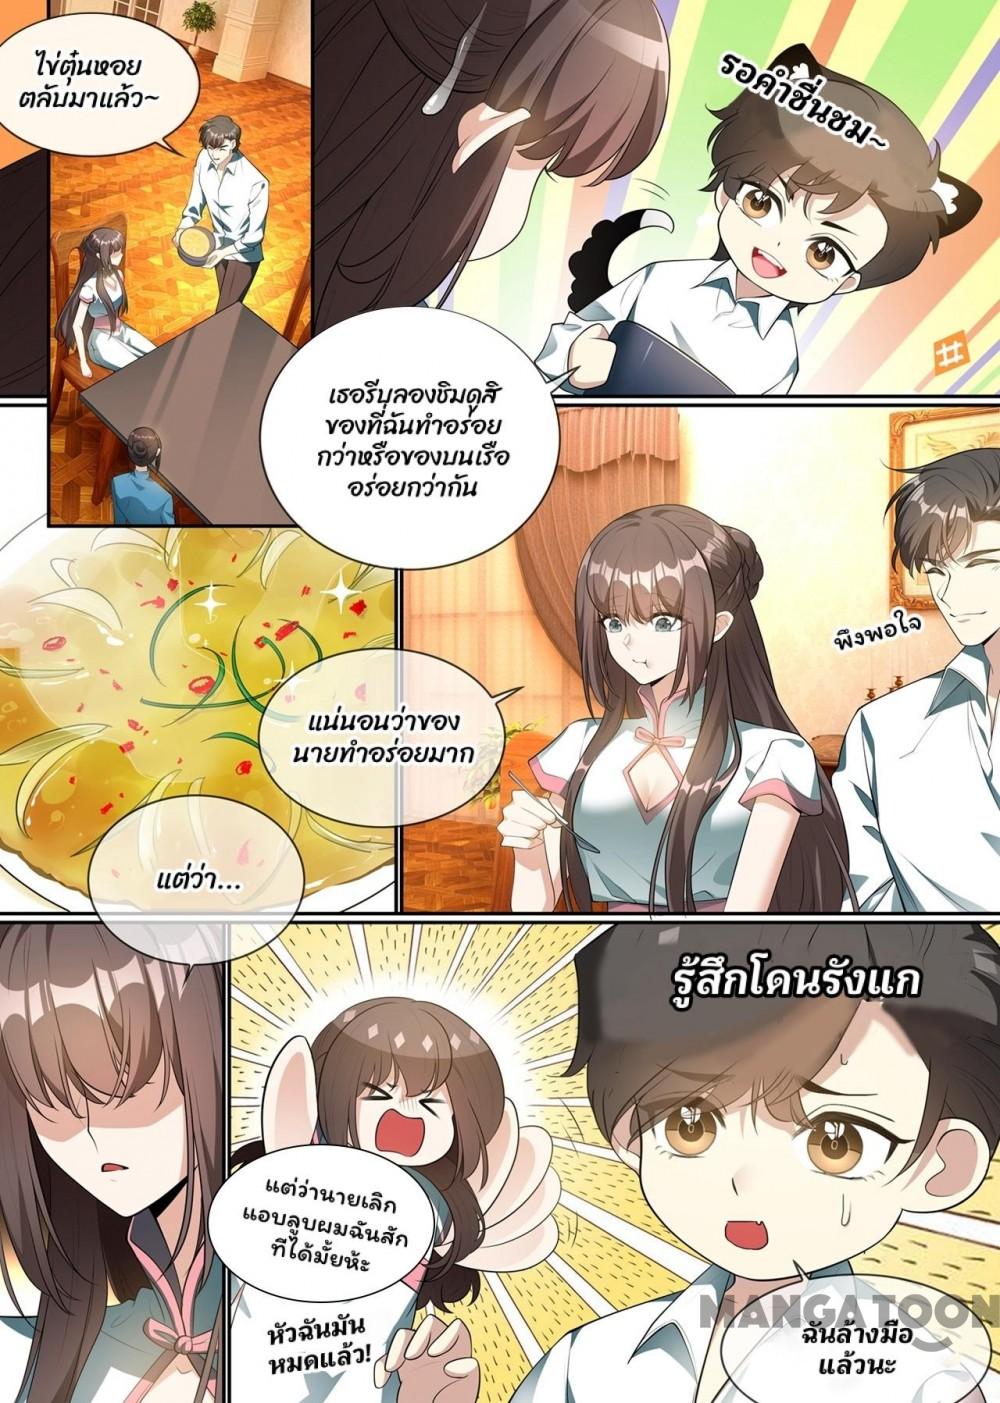 ไข่ตุ๋นหอย
ตลับมาแล้ว~
รอคำชื่นชม~
เธอรีบลองชิมดูสิ
ของที่ฉันทำอร่อย
กว่าหรือของบนเรือ
อร่อยกว่ากัน
พึงพอใจ
แน่นอนว่าของ
นายทำอร่อยมาก
แต่ว่า...
รู้สึกโดนรังแก
แต่ว่านายเลิก
แอบลูบผมฉันสัก
ทีได้มั้ยห้ะ
หัวฉันมัน
หมดแล้ว!
MANGATOON
ฉันล้างมือ
แล้วนะ